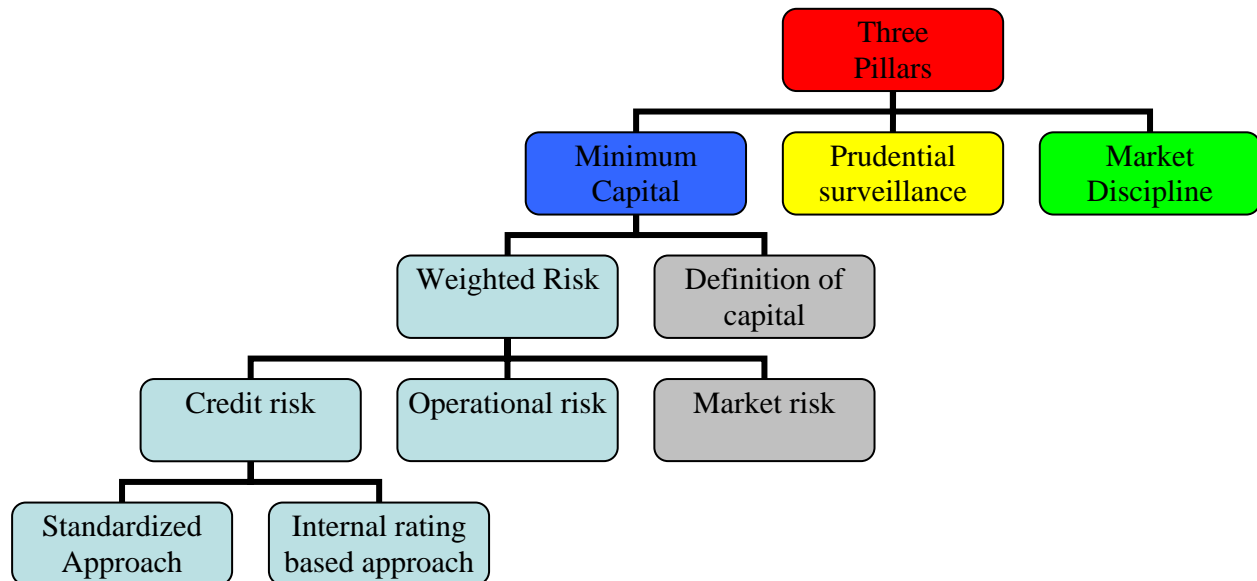 Three
Pillars
Minimum
Capital
Prudential
surveillance
Market
Discipline
Weighted Risk
Definition of
capital
Credit risk
Operational risk
Market risk
Standardized
Approach
Internal rating
based approach